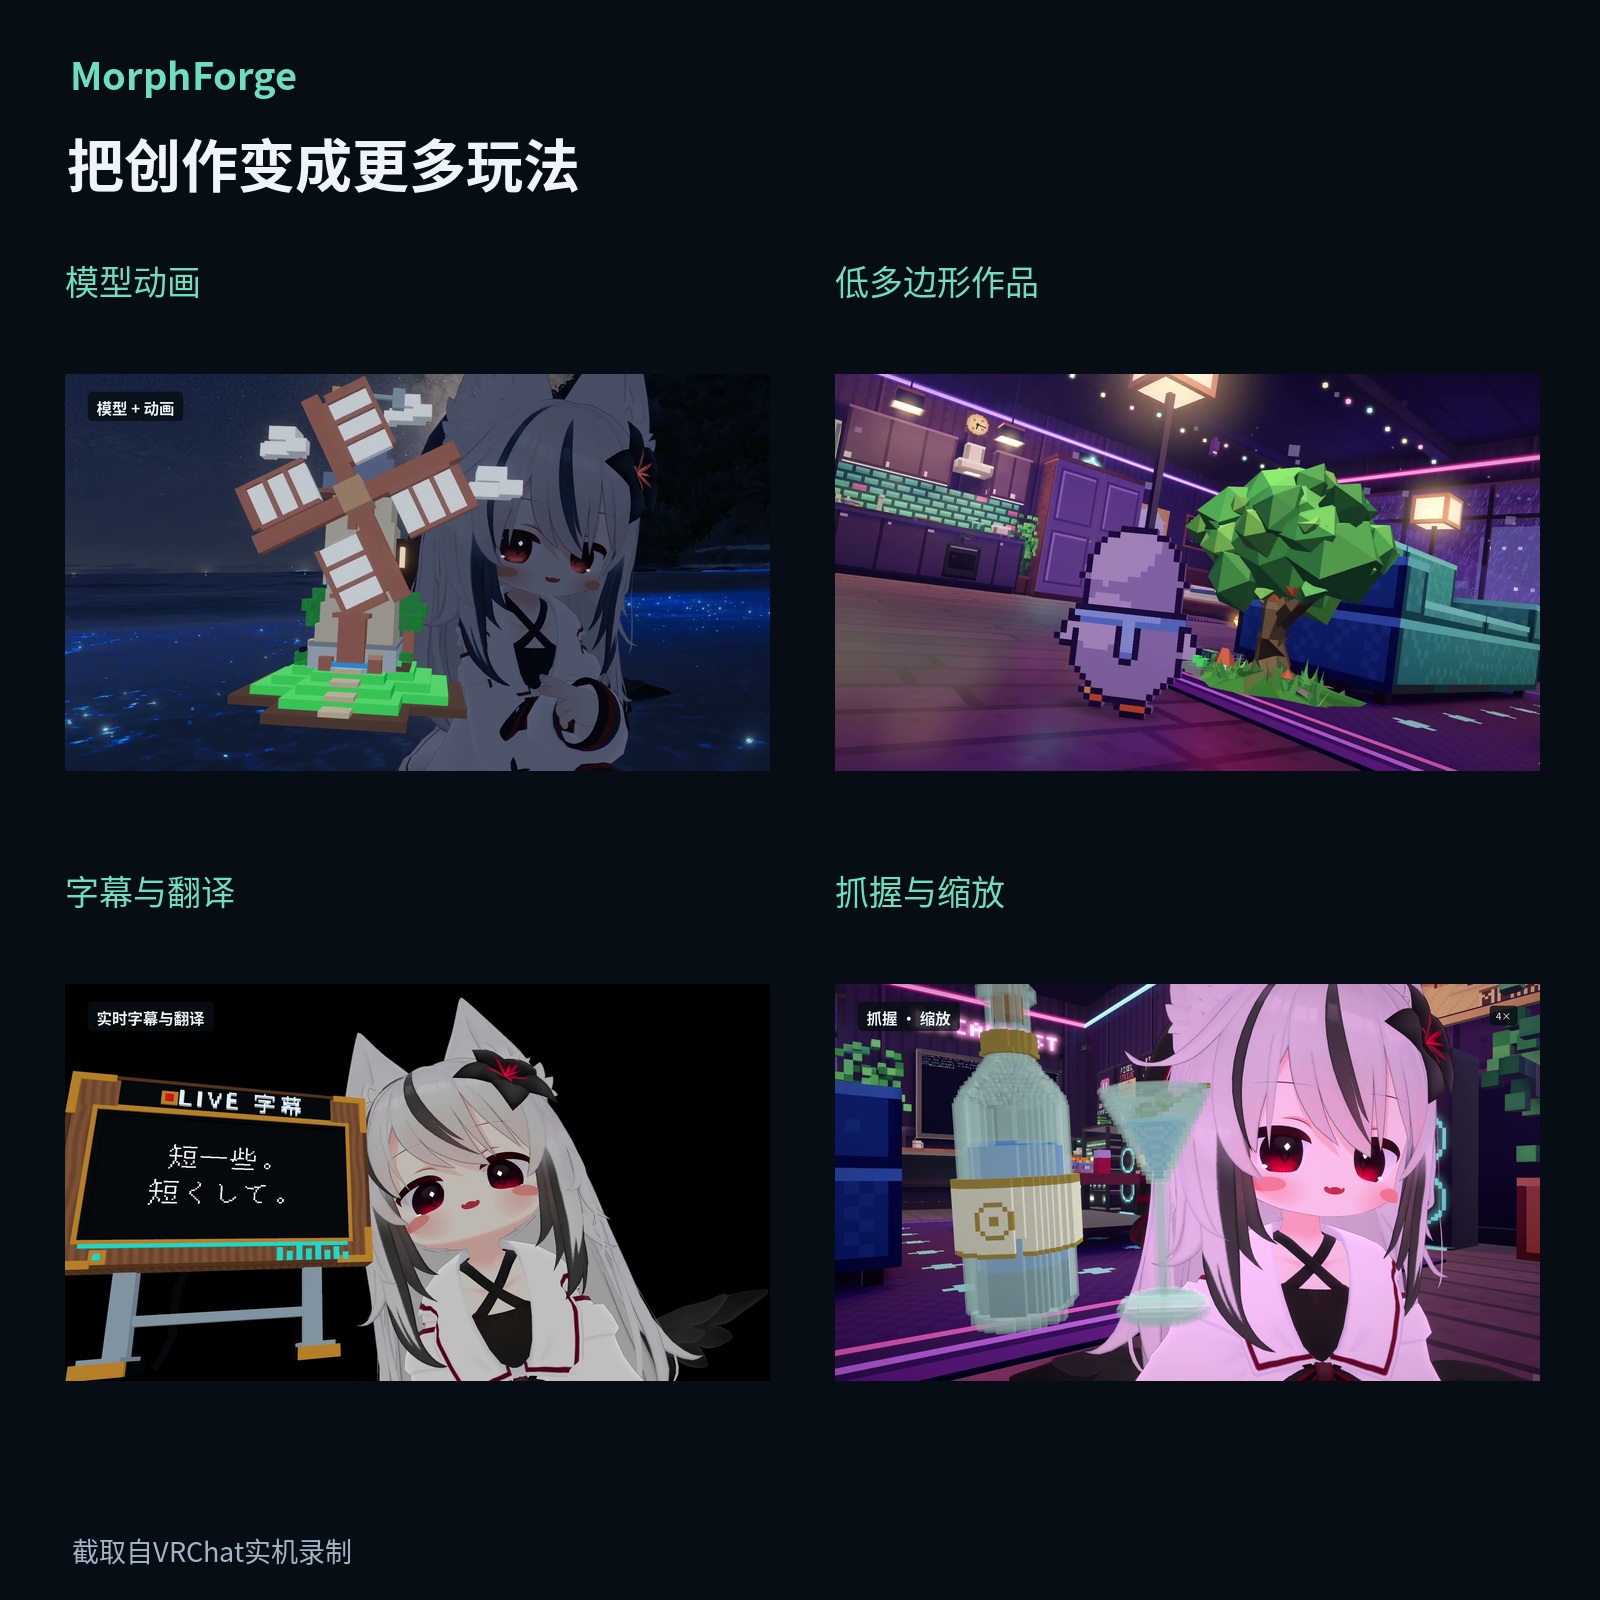 MorphForge
把创作变成更多玩法
模型动画
低多边形作品
模型 + 动画
字幕与翻译
抓握与缩放
实时字幕与翻译
LIVE 字幕
短一些。
短くして。
抓握 · 缩放
4×
截取自VRChat实机录制